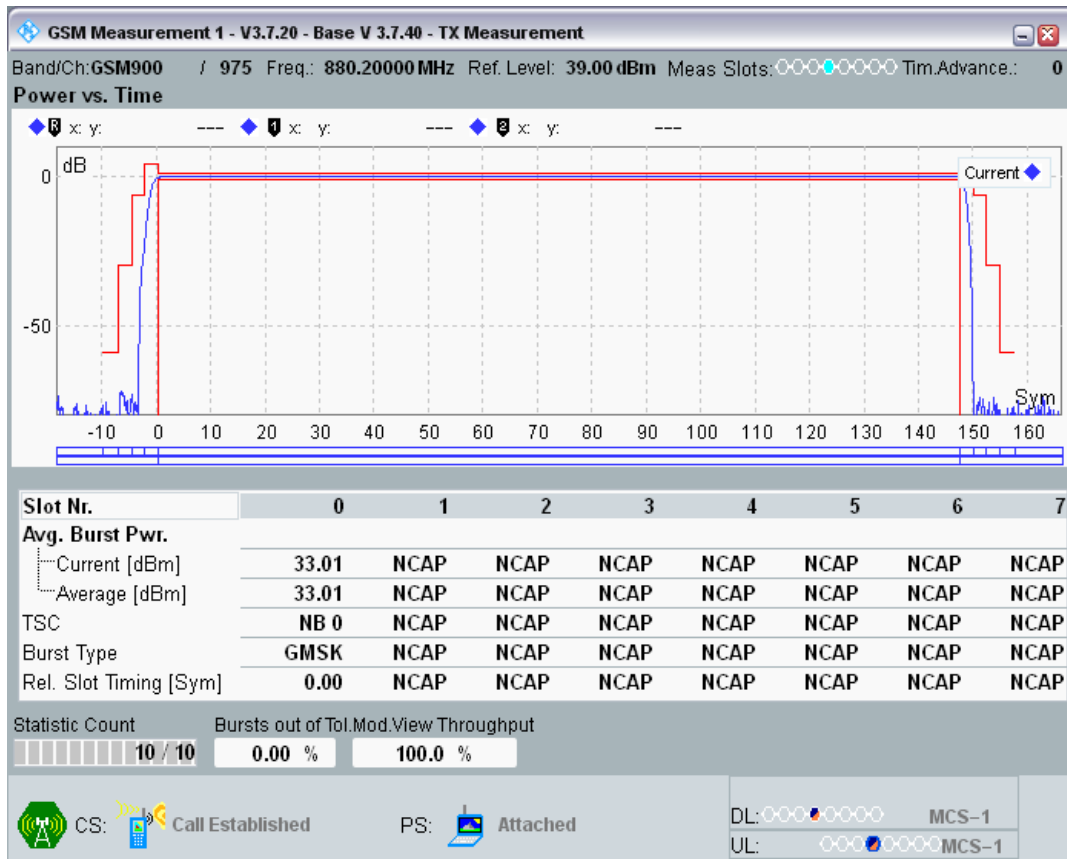 GSM Measurement 1 - V3.7.20 - Base V 3.7.40 - TX Measurement
Band/Ch:GSM900 / 975 Freq.: 880.20000 MHz Ref. Level: 39.00 dBm Meas Slots: Tim.Advance.: 0
Power vs. Time
R x: y: --- 1 x: y: --- 2 x: y: ---
dB
Current
0
-50
Sym
-10 0 10 20 30 40 50 60 70 80 90 100 110 120 130 140 150 160
Slot Nr. 0 1 2 3 4 5 6 7
Avg. Burst Pwr.
Current [dBm] 33.01 NCAP NCAP NCAP NCAP NCAP NCAP NCAP
Average [dBm] 33.01 NCAP NCAP NCAP NCAP NCAP NCAP NCAP
TSC NB 0 NCAP NCAP NCAP NCAP NCAP NCAP NCAP
Burst Type GMSK NCAP NCAP NCAP NCAP NCAP NCAP NCAP
Rel. Slot Timing [Sym] 0.00 NCAP NCAP NCAP NCAP NCAP NCAP NCAP
Statistic Count Bursts out of Tol.Mod.View Throughput
10 / 10 0.00 % 100.0 %
CS: Call Established PS: Attached DL: MCS-1
UL: MCS-1